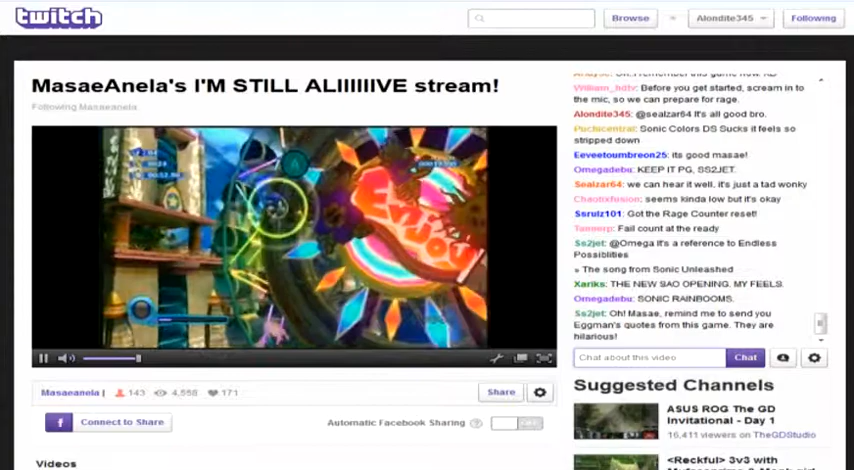 twitch
Browse
Alondite345
Following
MasaeAnela's I'M STILL ALIIIIIIVE stream!
Following Masaeanela
Enjoy
William_hdtv: Before you get started, scream in to
the mic, so we can prepare for rage.
Alondite345: @sealzar64 It's all good bro.
Puchicentral: Sonic Colors DS Sucks it feels so
stripped down
Eeveetoumbreon25: its good masae!
Omegadebu: KEEP IT PG, SS2JET.
Sealzar64: we can hear it well, it's just a tad wonky
Chaotixfusion: seems kinda low but it's okay
Ssrulz101: Got the Rage Counter reset!
Tannerp: Fail count at the ready
Ss2jet: @Omega it's a reference to Endless
Possiblities
» The song from Sonic Unleashed
Xariks: THE NEW SAO OPENING. MY FEELS.
Omegadebu: SONIC RAINBOOMS.
Ss2jet: Oh! Masae, remind me to send you
Eggman's quotes from this game. They are
hilarious!
Chat about this video
Chat
Masaeanela |
143
4,558
171
Share
f
Connect to Share
Automatic Facebook Sharing
?
Videos
Suggested Channels
ASUS ROG The GD
Invitational - Day 1
16,411 viewers on TheGDStudio
<Reckful> 3v3 with